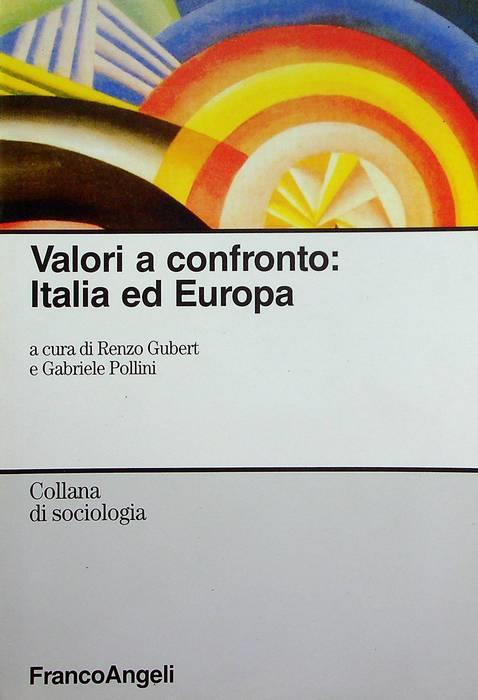 Valori a confronto:
Italia ed Europa
a cura di Renzo Gubert
e Gabriele Pollini
Collana
di sociologia
FrancoAngeli